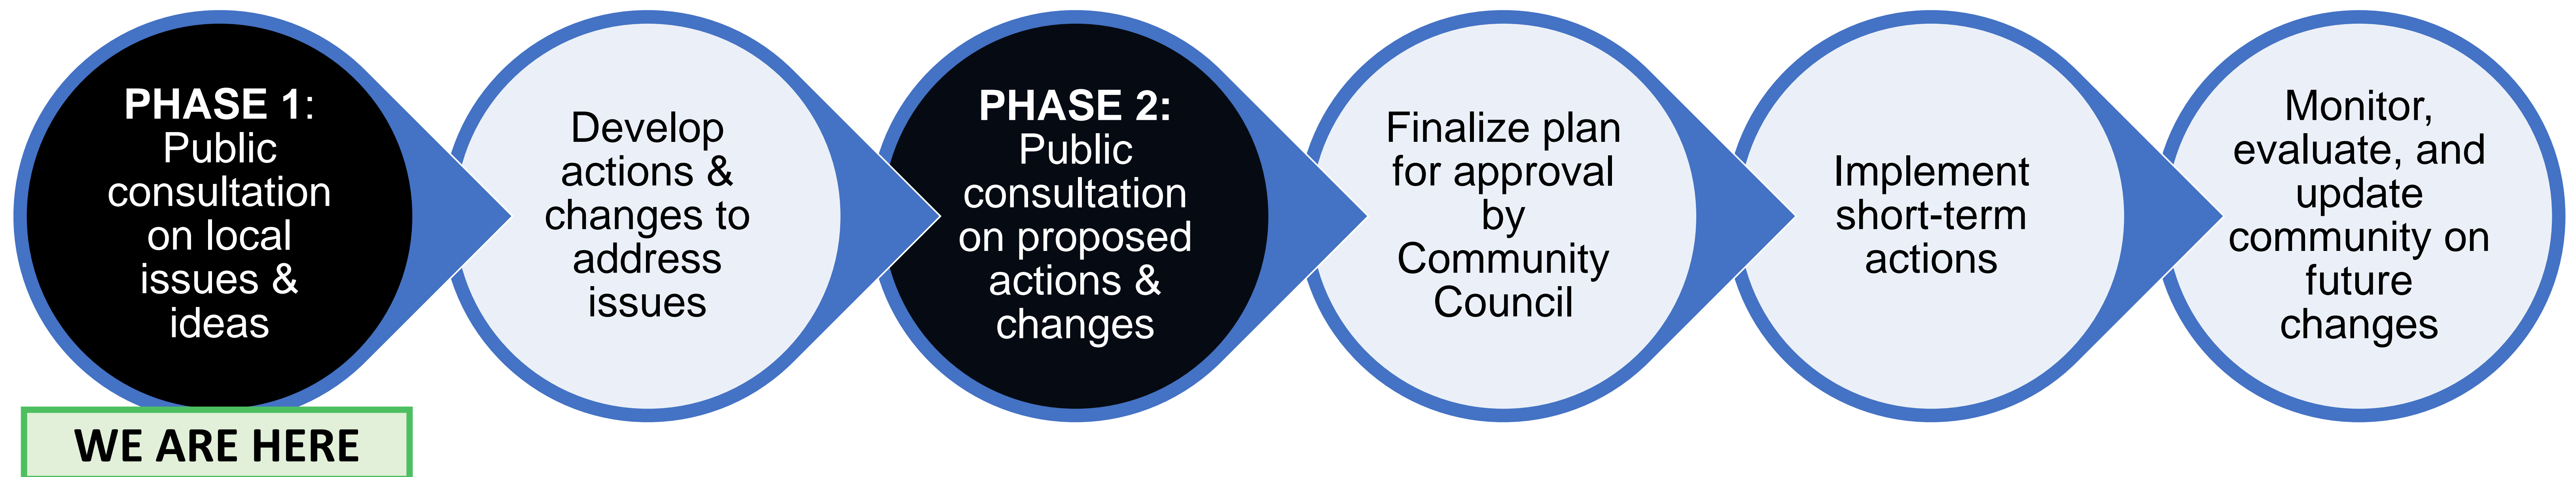 PHASE 1:
Public
consultation
on local
issues &
ideas
WE ARE HERE
Develop
actions &
changes to
address
issues
PHASE 2:
Public
consultation
on proposed
actions &
changes
Finalize plan
for approval
by
Community
Council
Implement
short-term
actions
Monitor,
evaluate, and
update
community on
future
changes